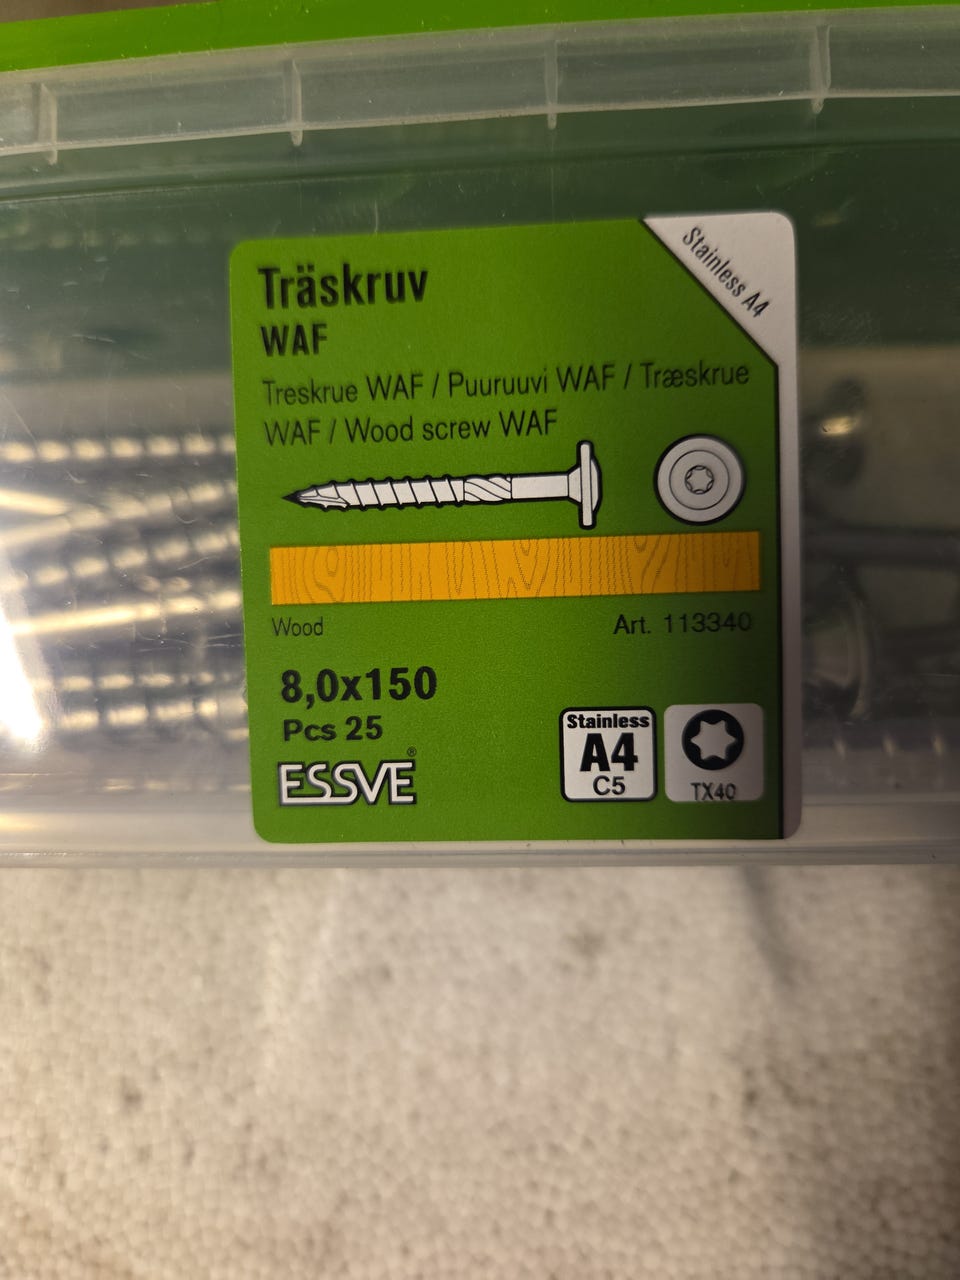 Stainless A4
Träskruv
WAF
Treskrue WAF / Puuruuvi WAF / Træskrue
WAF / Wood screw WAF
Wood
Art. 113340
8,0x150
Pcs 25
ESSVE®
Stainless
A4
C5
TX40